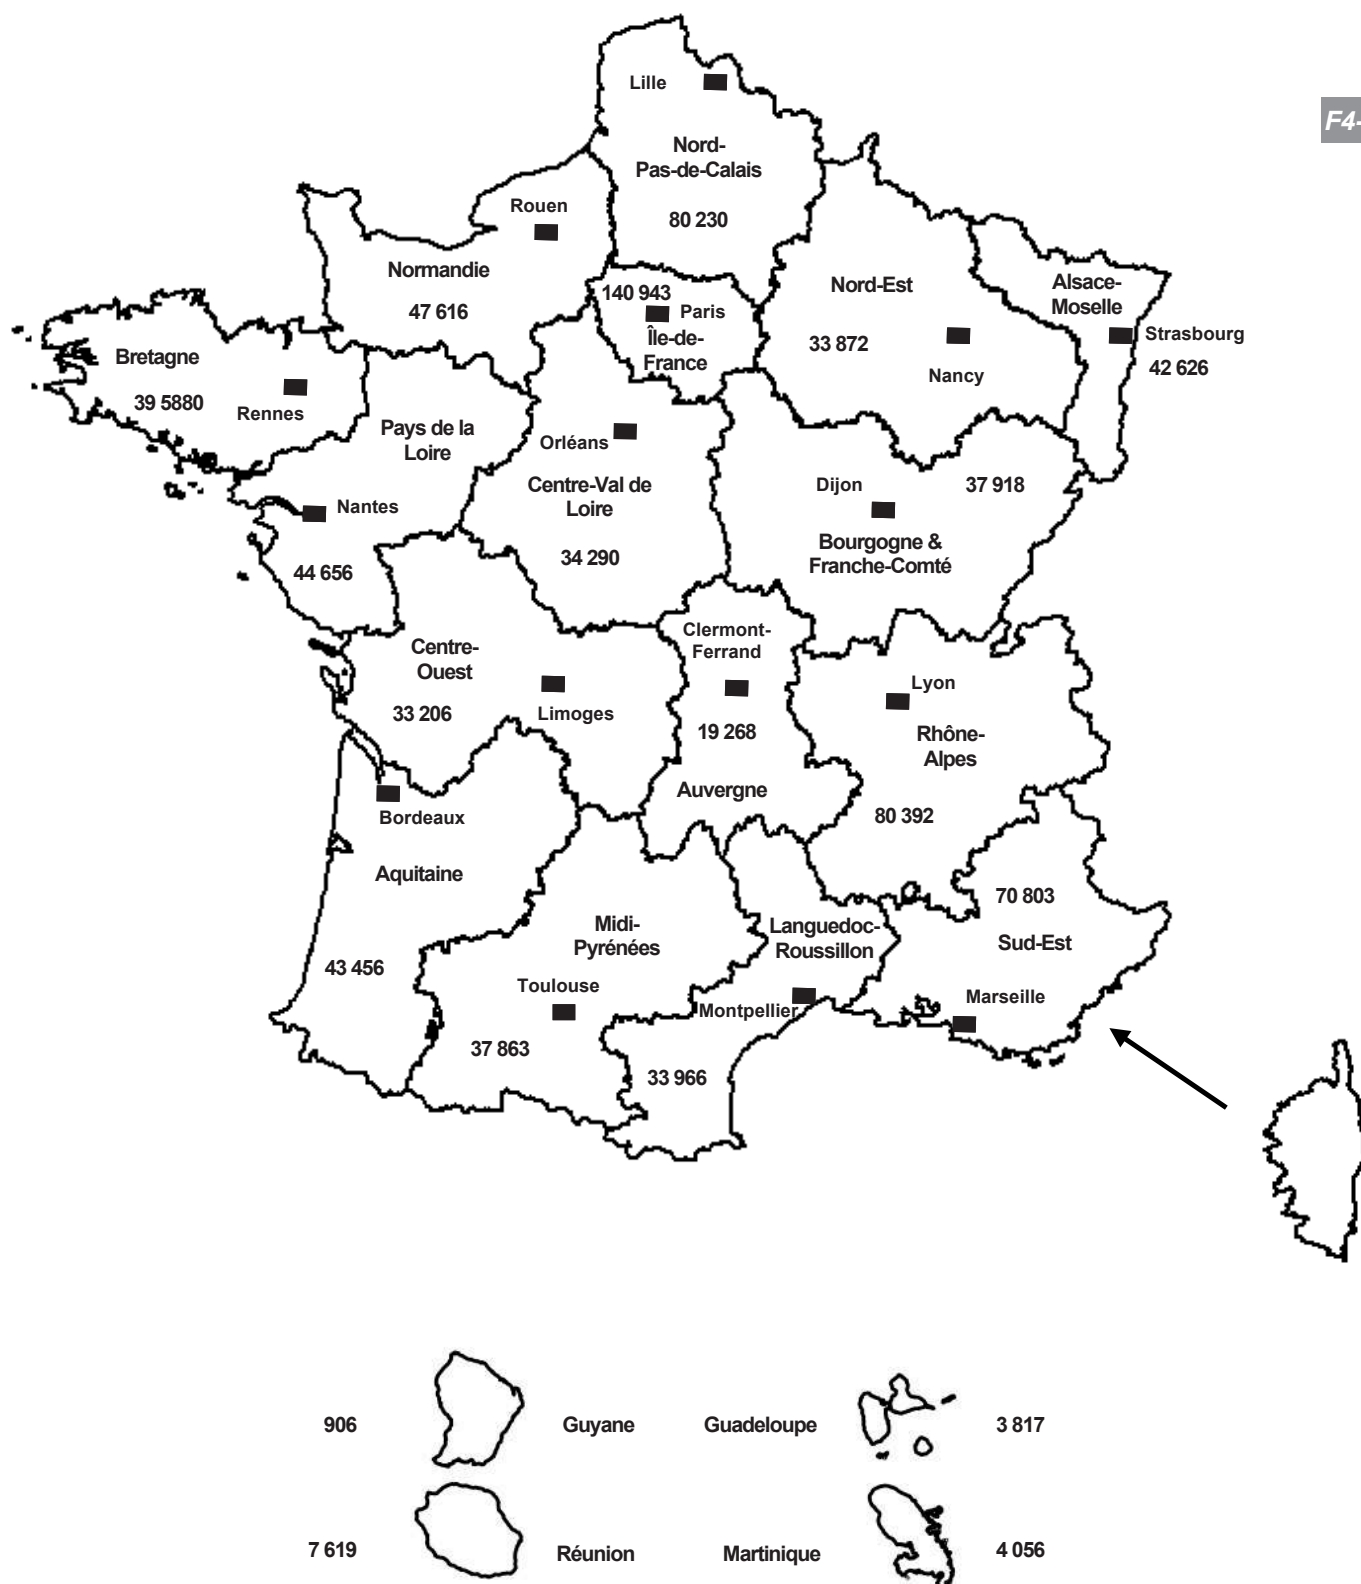 Lille
F4-
Nord-
Pas-de-Calais
80 230
Rouen
Normandie
47 616
140 943
Paris
Île-de-
France
Nord-Est
33 872
Nancy
Alsace-
Moselle
Strasbourg
42 626
Bretagne
39 5880
Rennes
Pays de la
Loire
Nantes
44 656
Orléans
Centre-Val de
Loire
34 290
Dijon
37 918
Bourgogne &
Franche-Comté
Centre-
Ouest
33 206
Limoges
Clermont-
Ferrand
19 268
Auvergne
Lyon
Rhône-
Alpes
80 392
Bordeaux
Aquitaine
43 456
Midi-
Pyrénées
Toulouse
37 863
Languedoc-
Roussillon
Montpellier
33 966
70 803
Sud-Est
Marseille
906
Guyane
Guadeloupe
3 817
7 619
Réunion
Martinique
4 056